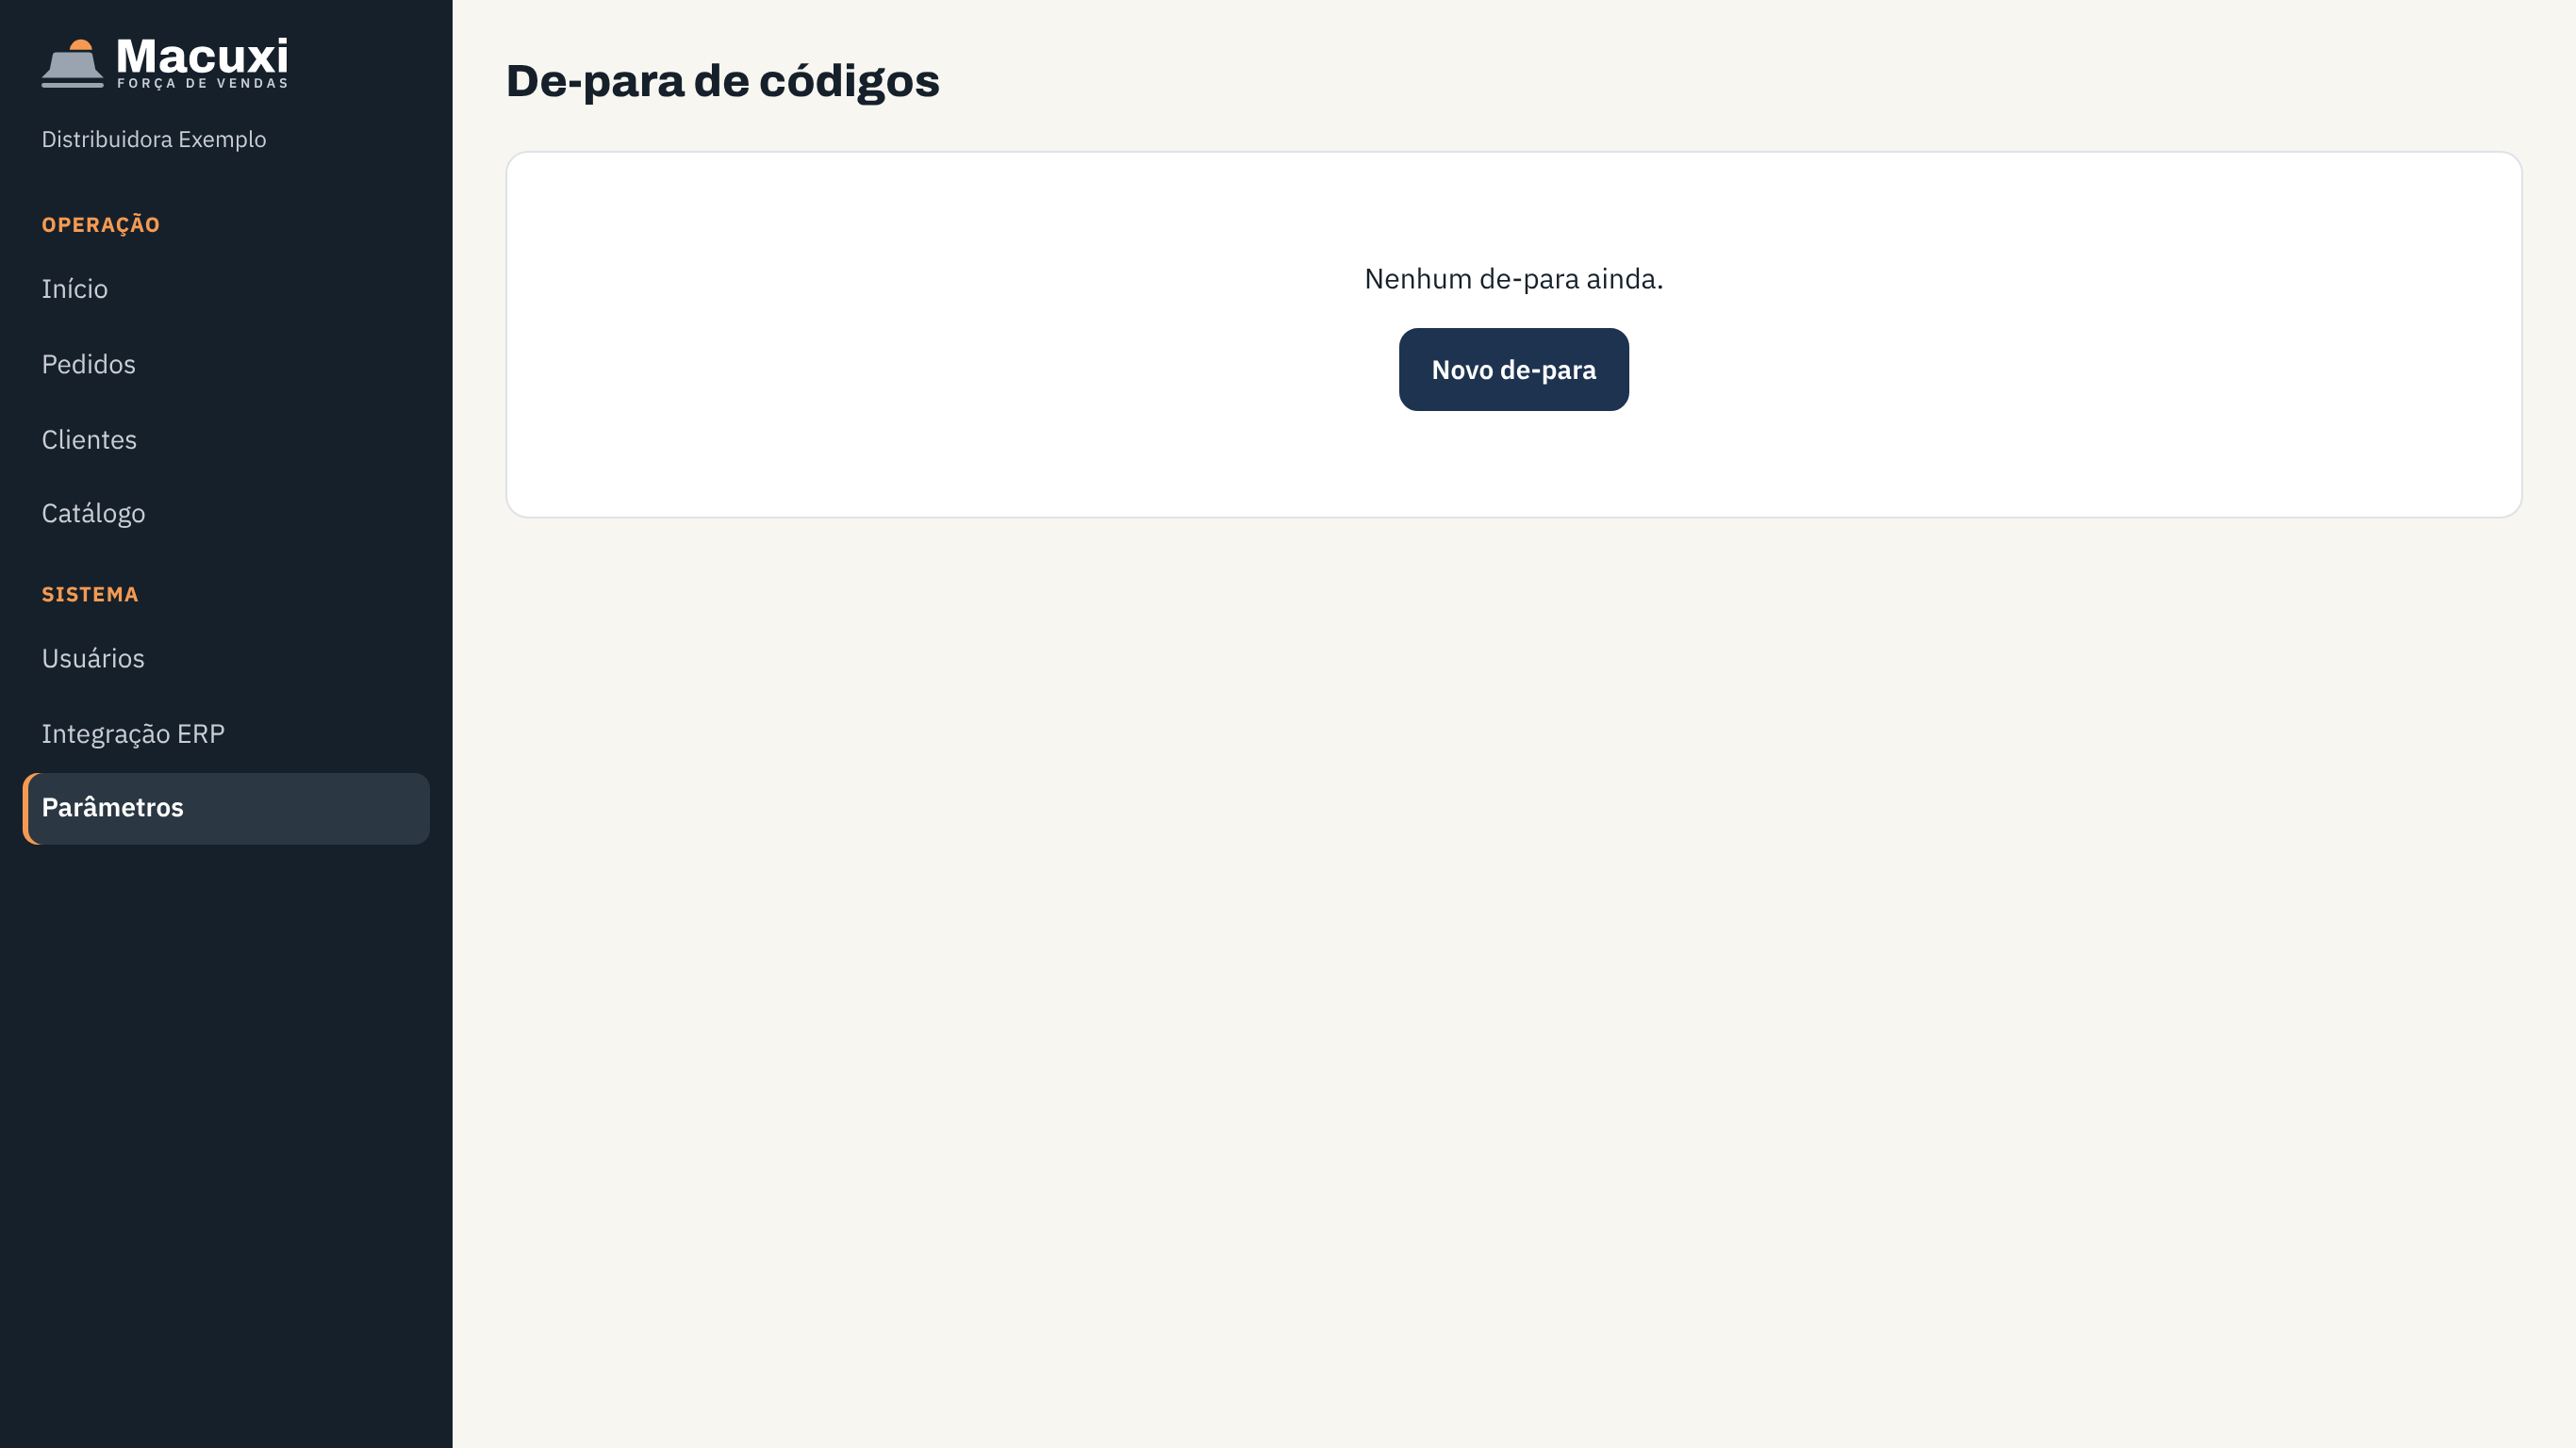 Macuxi
FORÇA DE VENDAS
Distribuidora Exemplo
OPERAÇÃO
Início
Pedidos
Clientes
Catálogo
SISTEMA
Usuários
Integração ERP
Parâmetros
De-para de códigos
Nenhum de-para ainda.
Novo de-para